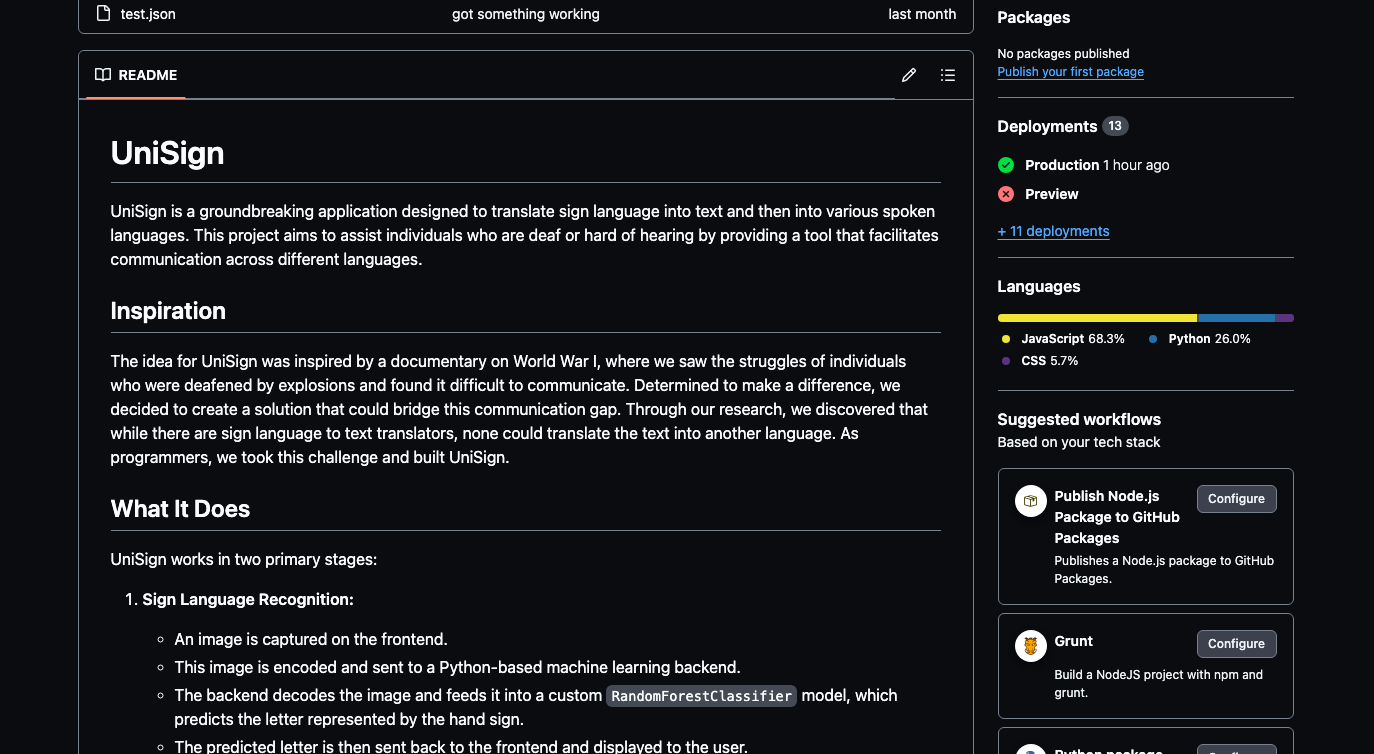 test.json got something working last month
README
UniSign
UniSign is a groundbreaking application designed to translate sign language into text and then into various spoken
languages. This project aims to assist individuals who are deaf or hard of hearing by providing a tool that facilitates
communication across different languages.
Inspiration
The idea for UniSign was inspired by a documentary on World War I, where we saw the struggles of individuals
who were deafened by explosions and found it difficult to communicate. Determined to make a difference, we
decided to create a solution that could bridge this communication gap. Through our research, we discovered that
while there are sign language to text translators, none could translate the text into another language. As
programmers, we took this challenge and built UniSign.
What It Does
UniSign works in two primary stages:
1. Sign Language Recognition:
An image is captured on the frontend.
This image is encoded and sent to a Python-based machine learning backend.
The backend decodes the image and feeds it into a custom RandomForestClassifier model, which
predicts the letter represented by the hand sign.
The predicted letter is then sent back to the frontend and displayed to the user.
Packages
No packages published
Publish your first package
Deployments 13
Production 1 hour ago
Preview
+ 11 deployments
Languages
JavaScript 68.3% Python 26.0%
CSS 5.7%
Suggested workflows
Based on your tech stack
Publish Node.js Configure
Package to GitHub
Packages
Publishes a Node.js package to GitHub
Packages.
Grunt Configure
Build a NodeJS project with npm and
grunt.
Python package Configure